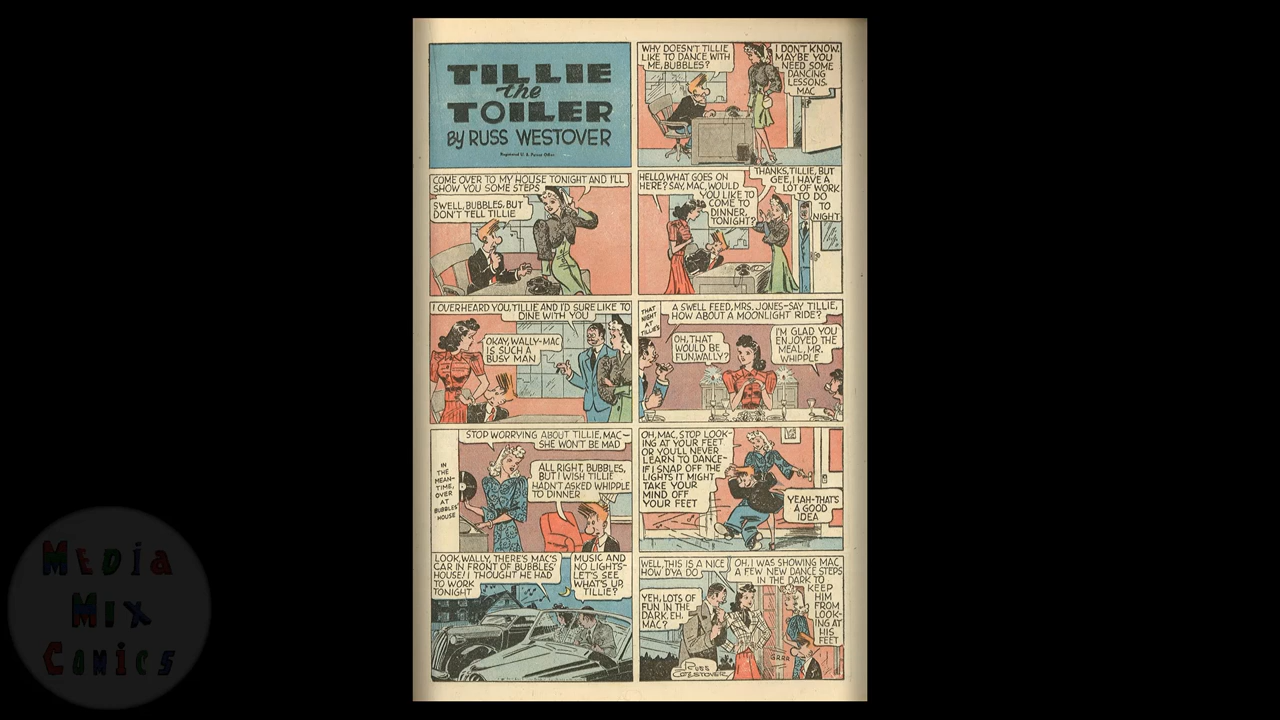 TILLIE
the
TOILER
By RUSS WESTOVER
Registered U. S. Patent Office
WHY DOESN'T TILLIE
LIKE TO DANCE WITH
ME, BUBBLES?
I DON'T KNOW.
MAYBE YOU
NEED SOME
DANCING
LESSONS,
MAC
COME OVER TO MY HOUSE TONIGHT AND I'LL
SHOW YOU SOME STEPS
SWELL, BUBBLES, BUT
DON'T TELL TILLIE
HELLO, WHAT GOES ON
HERE? SAY, MAC, WOULD
YOU LIKE TO
COME TO
DINNER,
TONIGHT?
THANKS, TILLIE, BUT
GEE, I HAVE A
LOT OF WORK
TO DO
TO
NIGHT
I OVERHEARD YOU, TILLIE AND I'D SURE LIKE TO
DINE WITH YOU
OKAY, WALLY-MAC
IS SUCH A
BUSY MAN
THAT
NIGHT
AT
TILLIE'S
A SWELL FEED, MRS. JONES-SAY TILLIE,
HOW ABOUT A MOONLIGHT RIDE?
OH, THAT
WOULD BE
FUN, WALLY?
I'M GLAD YOU
ENJOYED THE
MEAL, MR.
WHIPPLE
IN
THE
MEAN-
TIME,
OVER
AT
BUBBLES'
HOUSE
STOP WORRYING ABOUT TILLIE, MAC-
SHE WON'T BE MAD
ALL RIGHT, BUBBLES,
BUT I WISH TILLIE
HADN'T ASKED WHIPPLE
TO DINNER
OH, MAC, STOP LOOK-
ING AT YOUR FEET
OR YOU'LL NEVER
LEARN TO DANCE-
IF I SNAP OFF THE
LIGHTS IT MIGHT
TAKE YOUR
MIND OFF
YOUR FEET
YEAH-THAT'S
A GOOD
IDEA
LOOK, WALLY, THERE'S MAC'S
CAR IN FRONT OF BUBBLES'
HOUSE! I THOUGHT HE HAD
TO WORK
TONIGHT
MUSIC AND
NO LIGHTS-
LET'S SEE
WHAT'S UP,
TILLIE?
WELL, THIS IS A NICE
HOW D'YA DO
YEH, LOTS OF
FUN IN THE
DARK, EH,
MAC?
OH, I WAS SHOWING MAC
A FEW NEW DANCE STEPS
IN THE DARK TO
KEEP
HIM
FROM
LOOK-
ING AT
HIS
FEET
GRRR
RUSS
WESTOVER
MEDIA
MIX
COMICS